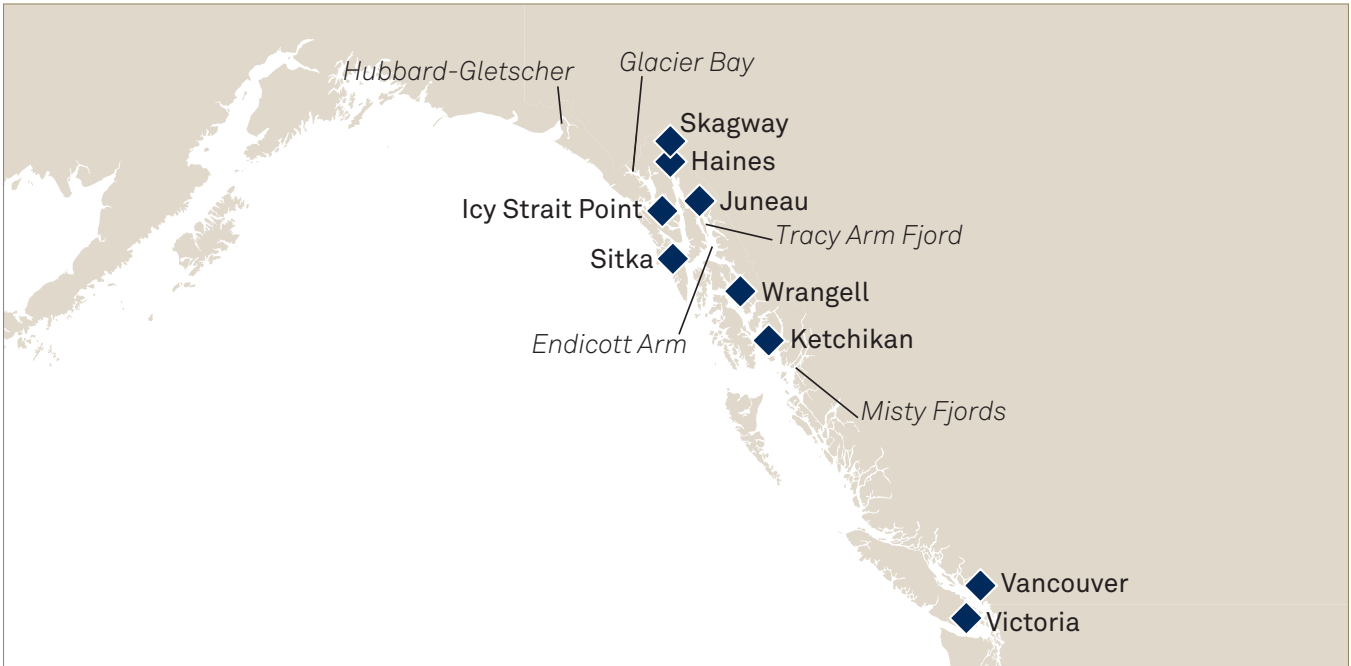 Hubbard-Gletscher
Glacier Bay
Skagway
Haines
Juneau
Icy Strait Point
Tracy Arm Fjord
Sitka
Wrangell
Endicott Arm
Ketchikan
Misty Fjords
Vancouver
Victoria